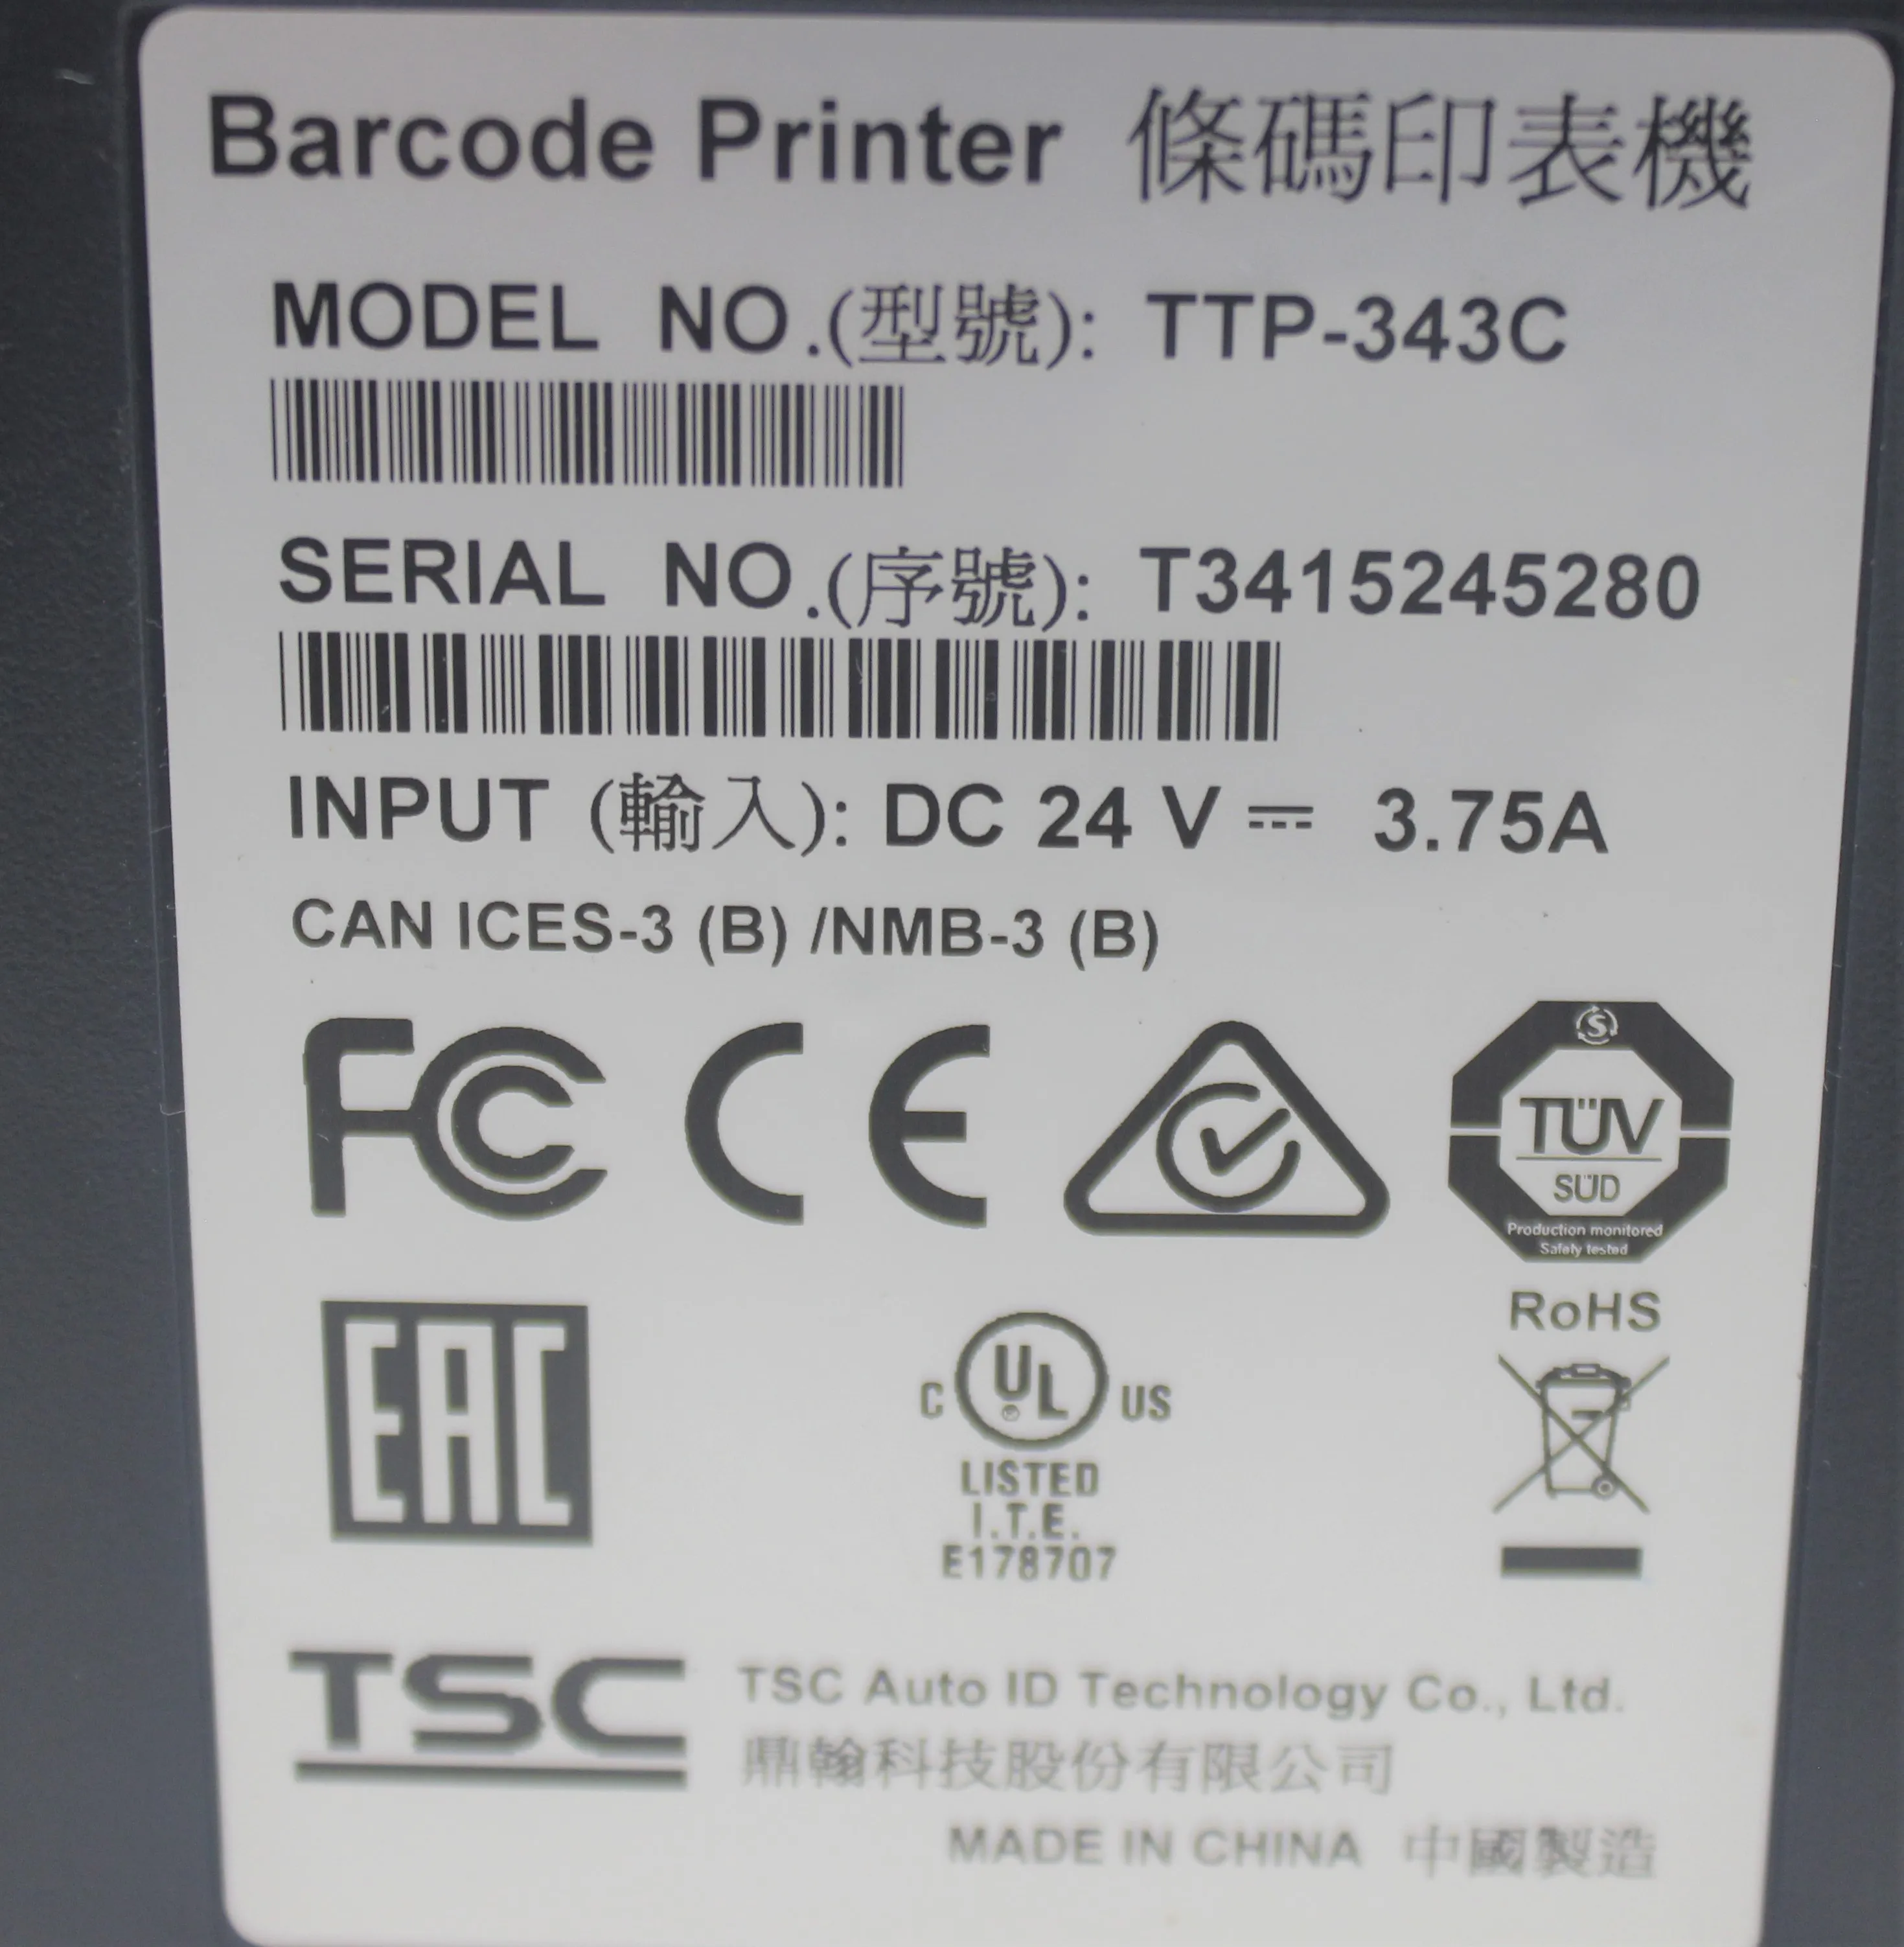 Barcode Printer 條碼印表機
MODEL NO.(型號): TTP-343C
SERIAL NO.(序號): T3415245280
INPUT (輸入): DC 24 V ⎓ 3.75A
CAN ICES-3 (B) /NMB-3 (B)
FC CE
S
TÜV
SÜD
Production monitored
Safety tested
EAC
C UL® US
LISTED
I.T.E.
E178707
RoHS
TSC
TSC Auto ID Technology Co., Ltd.
鼎翰科技股份有限公司
MADE IN CHINA 中國製造